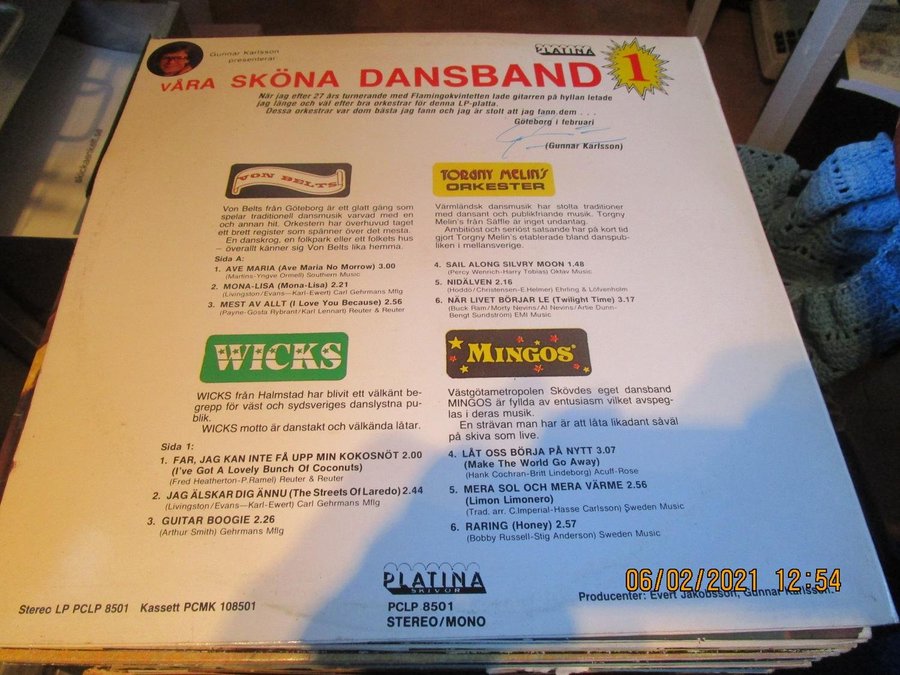 Gunnar Karlsson
presenterar
PLATINA
VÅRA SKÖNA DANSBAND 1
När jag efter 27 års turnerande med Flamingokvintetten lade gitarren på hyllan letade
jag länge och väl efter bra orkestrar för denna LP-platta.
Dessa orkestrar var dom bästa jag fann och jag är stolt att jag fann dem . . .
Göteborg i februari
(Gunnar Karlsson)
VON BELTS
Von Belts från Göteborg är ett glatt gäng som
spelar traditionell dansmusik varvad med en
och annan hit. Orkestern har överhuvud taget
ett brett register som spänner över det mesta.
En danskrog, en folkpark eller ett folkets hus
– överallt känner sig Von Belts lika hemma.
Side A:
1. AVE MARIA (Ave Maria No Morrow) 3.00
(Martins-Yngve Ormell) Southern Music
2. MONA-LISA (Mona-Lisa) 2.21
(Livingston/Evans—Karl-Ewert) Carl Gehrmans Mflg
3. MEST AV ALLT (I Love You Because) 2.56
(Payne-Gösta Rybrant/Karl Lennart) Reuter & Reuter
TORGNY MELIN'S
ORKESTER
Värmländsk dansmusik har stolta traditioner
med dansant och publikfriande musik. Torgny
Melin's från Säffle är inget undantag.
Ambitiöst och seriöst satsande har på kort tid
gjort Torgny Melin's etablerade bland danspub-
liken i mellansverige.
4. SAIL ALONG SILVRY MOON 1.48
(Percy Wenrich-Harry Tobias) Oktav Music
5. NIDÄLVEN 2.16
(Hoddö/Christensen-E.Helmer) Ehrling & Löfvenholm
6. NÄR LIVET BÖRJAR LE (Twilight Time) 3.17
(Buck Ram/Morty Nevins/Al Nevins/Artie Dunn-
Bengt Sundström) EMI Music
WICKS
WICKS från Halmstad har blivit ett välkänt be-
grepp för väst och sydsveriges danslystna pu-
blik.
WICKS motto är danstakt och välkända låtar.
Sida 1:
1. FAR, JAG KAN INTE FÅ UPP MIN KOKOSNÖT 2.00
(I've Got A Lovely Bunch Of Coconuts)
(Fred Heatherton-P.Ramel) Reuter & Reuter
2. JAG ÄLSKAR DIG ÄNNU (The Streets Of Laredo) 2.44
(Livingston/Evans—Karl-Ewert) Carl Gehrmans Mflg
3. GUITAR BOOGIE 2.26
(Arthur Smith) Gehrmans Mflg
MINGOS
Västgötametropolen Skövdes eget dansband
MINGOS är fyllda av entusiasm vilket avspeg-
las i deras musik.
En strävan man har är att låta likadant såväl
på skiva som live.
4. LÅT OSS BÖRJA PÅ NYTT 3.07
(Make The World Go Away)
(Hank Cochran-Britt Lindeborg) Acuff-Rose
5. MERA SOL OCH MERA VÄRME 2.56
(Limon Limonero)
(Trad. arr. C.Imperial-Hasse Carlsson) Sweden Music
6. RARING (Honey) 2.57
(Bobby Russell-Stig Anderson) Sweden Music
PLATINA
SKIVOR
PCLP 8501
STEREO/MONO
Stereo LP PCLP 8501 Kassett PCMK 108501
Producenter: Evert Jakobsson, Gunnar Karlsson.
06/02/2021 12:54